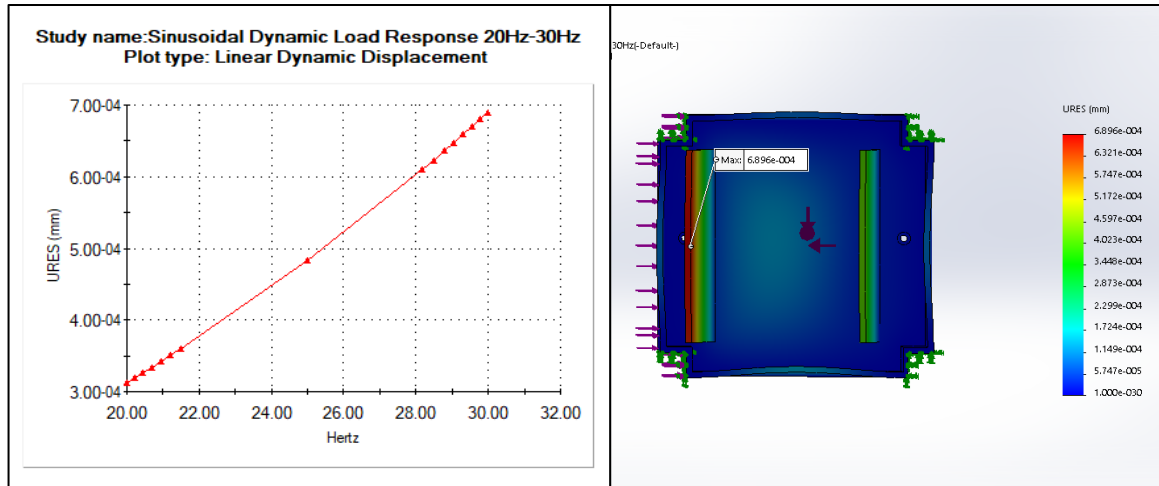 Study name:Sinusoidal Dynamic Load Response 20Hz-30Hz
Plot type: Linear Dynamic Displacement
7.00-04
6.00-04
5.00-04
4.00-04
3.00-04
URES (mm)
20.00 22.00 24.00 26.00 28.00 30.00 32.00
Hertz
30Hz(-Default-)
Max: 6.896e-004
URES (mm)
6.896e-004
6.321e-004
5.747e-004
5.172e-004
4.597e-004
4.023e-004
3.448e-004
2.873e-004
2.299e-004
1.724e-004
1.149e-004
5.747e-005
1.000e-030